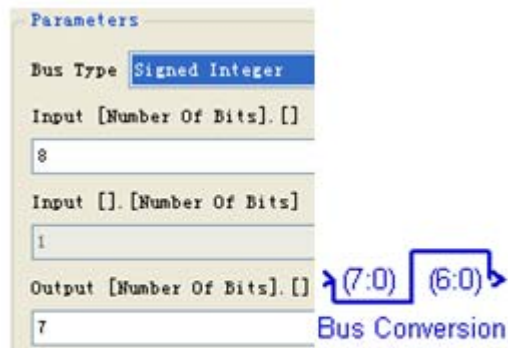 Parameters
Bus Type Signed Integer
Input [Number Of Bits].[]
8
Input [].[Number Of Bits]
1
Output [Number Of Bits].[]
7
(7:0) (6:0)
Bus Conversion